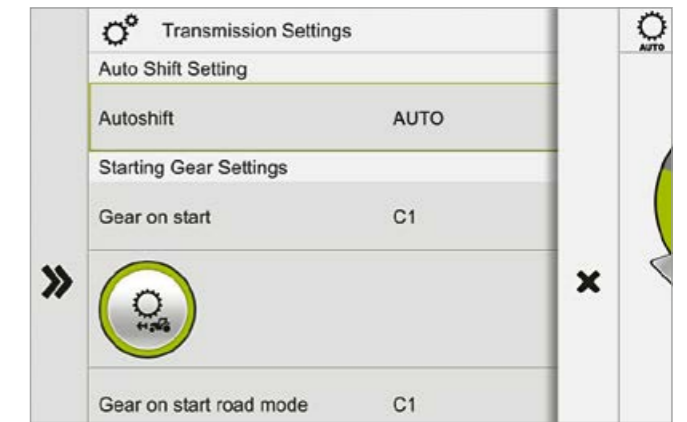 Transmission Settings
AUTO
Auto Shift Setting
Autoshift AUTO
Starting Gear Settings
Gear on start C1
Gear on start road mode C1